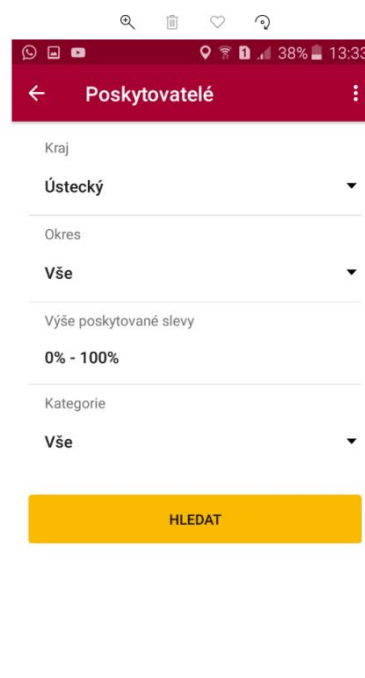 38% 13:33
Poskytovatelé
Kraj
Ústecký
Okres
Vše
Výše poskytované slevy
0% - 100%
Kategorie
Vše
HLEDAT